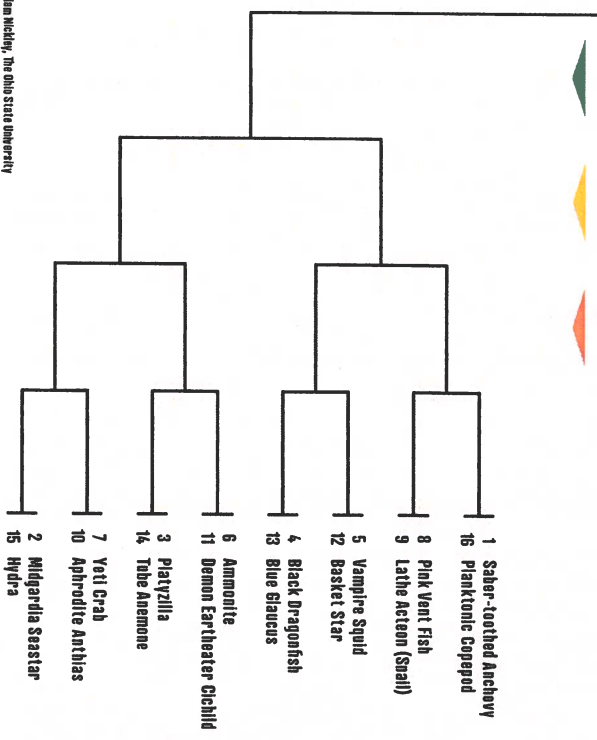 1 Saber-toothed Anchovy
16 Planktonic Copepod
8 Pink Vent Fish
9 Lathe Acteon (Snail)
5 Vampire Squid
12 Basket Star
4 Black Dragonfish
13 Blue Glaucus
6 Ammonite
11 Demon Eartheater Cichlid
3 Platyzilla
14 Tube Anemone
7 Yeti Crab
10 Aphrodite Anthias
2 Midgardia Seastar
15 Hydra
Nickley, The Ohio State University